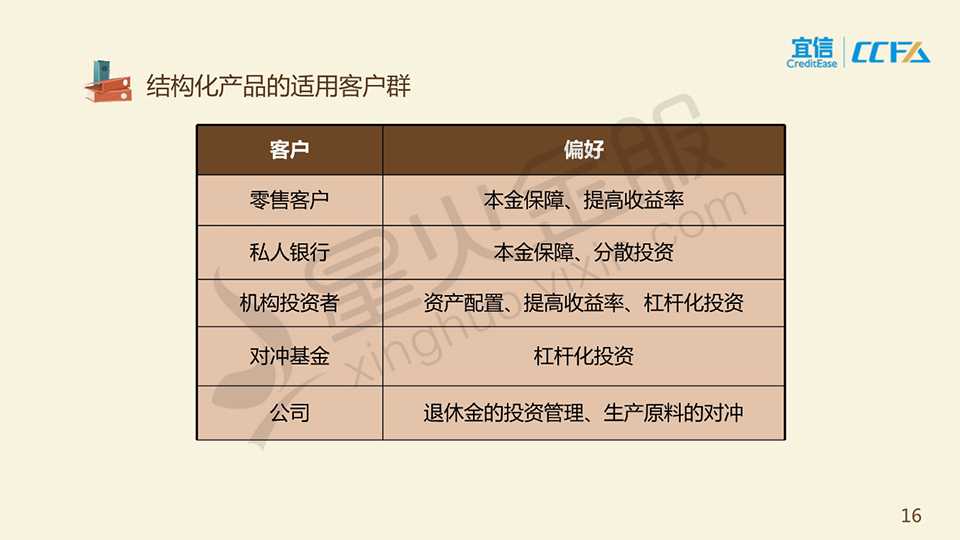 宜信
CreditEase
CCFA
结构化产品的适用客户群
客户 偏好
零售客户 本金保障、提高收益率
私人银行 本金保障、分散投资
机构投资者 资产配置、提高收益率、杠杆化投资
对冲基金 杠杆化投资
公司 退休金的投资管理、生产原料的对冲
星火金服
xinghuo.yixin.com
16